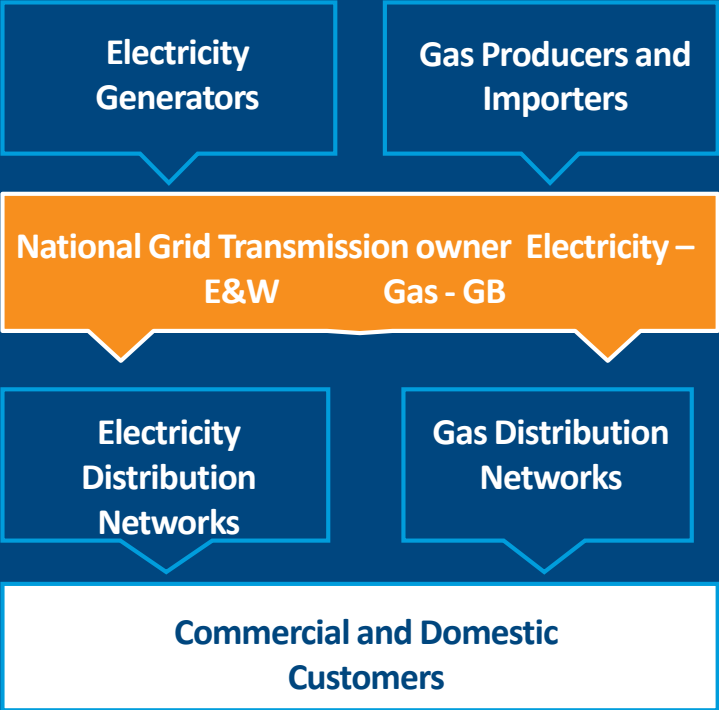 Electricity
Generators
Gas Producers and
Importers
National Grid Transmission owner Electricity –
E&W Gas - GB
Electricity
Distribution
Networks
Gas Distribution
Networks
Commercial and Domestic
Customers